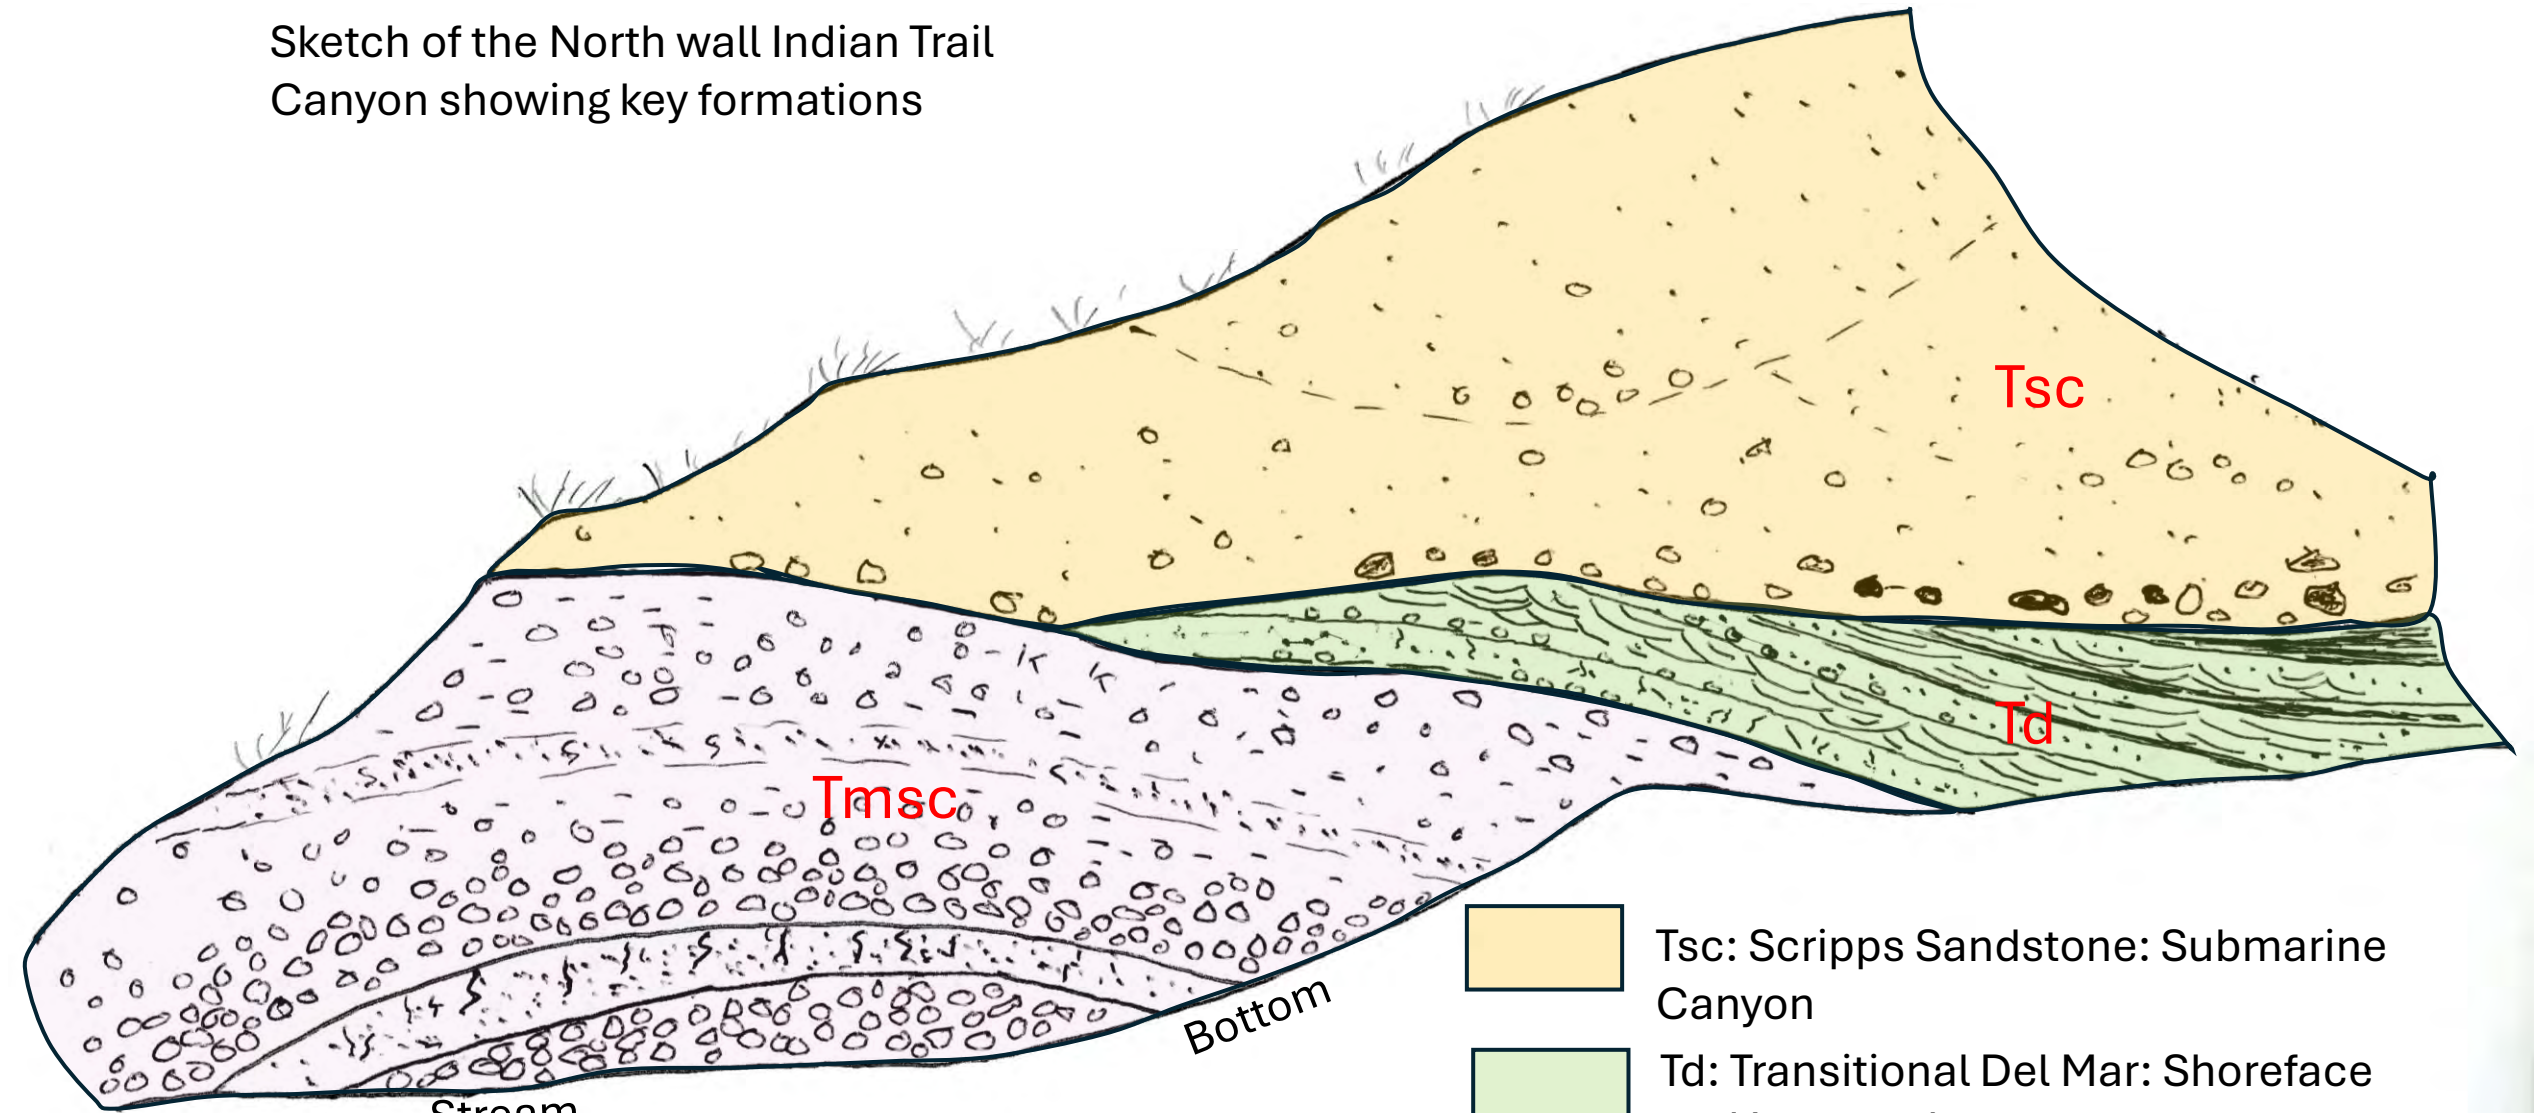 Sketch of the North wall Indian Trail
Canyon showing key formations
Tsc
Td
Tmsc
Bottom
Stream
Tsc: Scripps Sandstone: Submarine
Canyon
Td: Transitional Del Mar: Shoreface